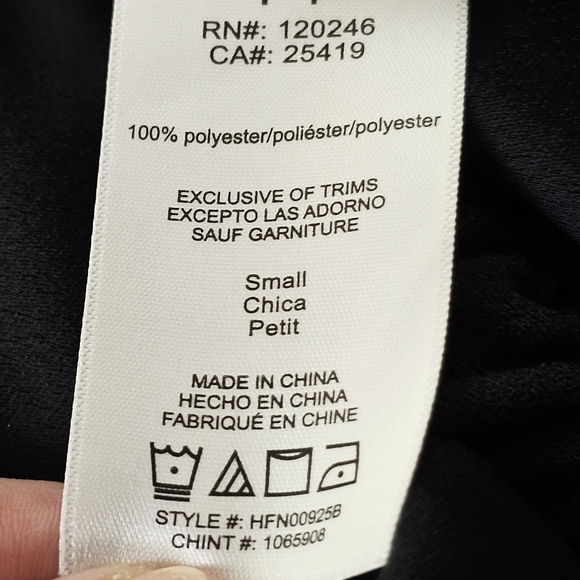 RN#: 120246
CA#: 25419
100% polyester/poliéster/polyester
EXCLUSIVE OF TRIMS
EXCEPTO LAS ADORNO
SAUF GARNITURE
Small
Chica
Petit
MADE IN CHINA
HECHO EN CHINA
FABRIQUÉ EN CHINE
STYLE #: HFN00925B
CHINT #: 1065908